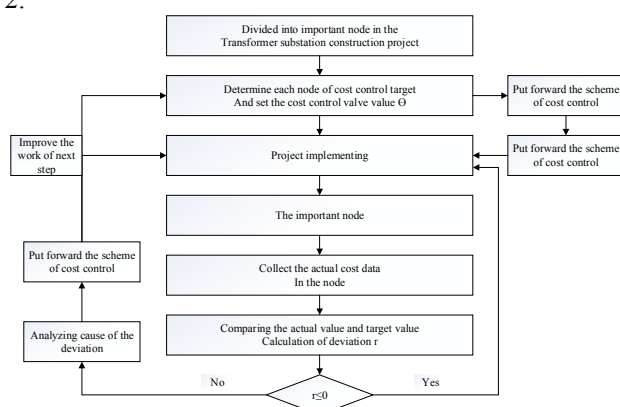 2.
Divided into important node in the
Transformer substation construction project
Determine each node of cost control target
And set the cost control valve value Θ
Put forward the scheme
of cost control
Improve the
work of next
step
Project implementing
Put forward the scheme
of cost control
The important node
Put forward the scheme
of cost control
Collect the actual cost data
In the node
Analyzing cause of the
deviation
Comparing the actual value and target value
Calculation of deviation r
No
Yes
r≤0